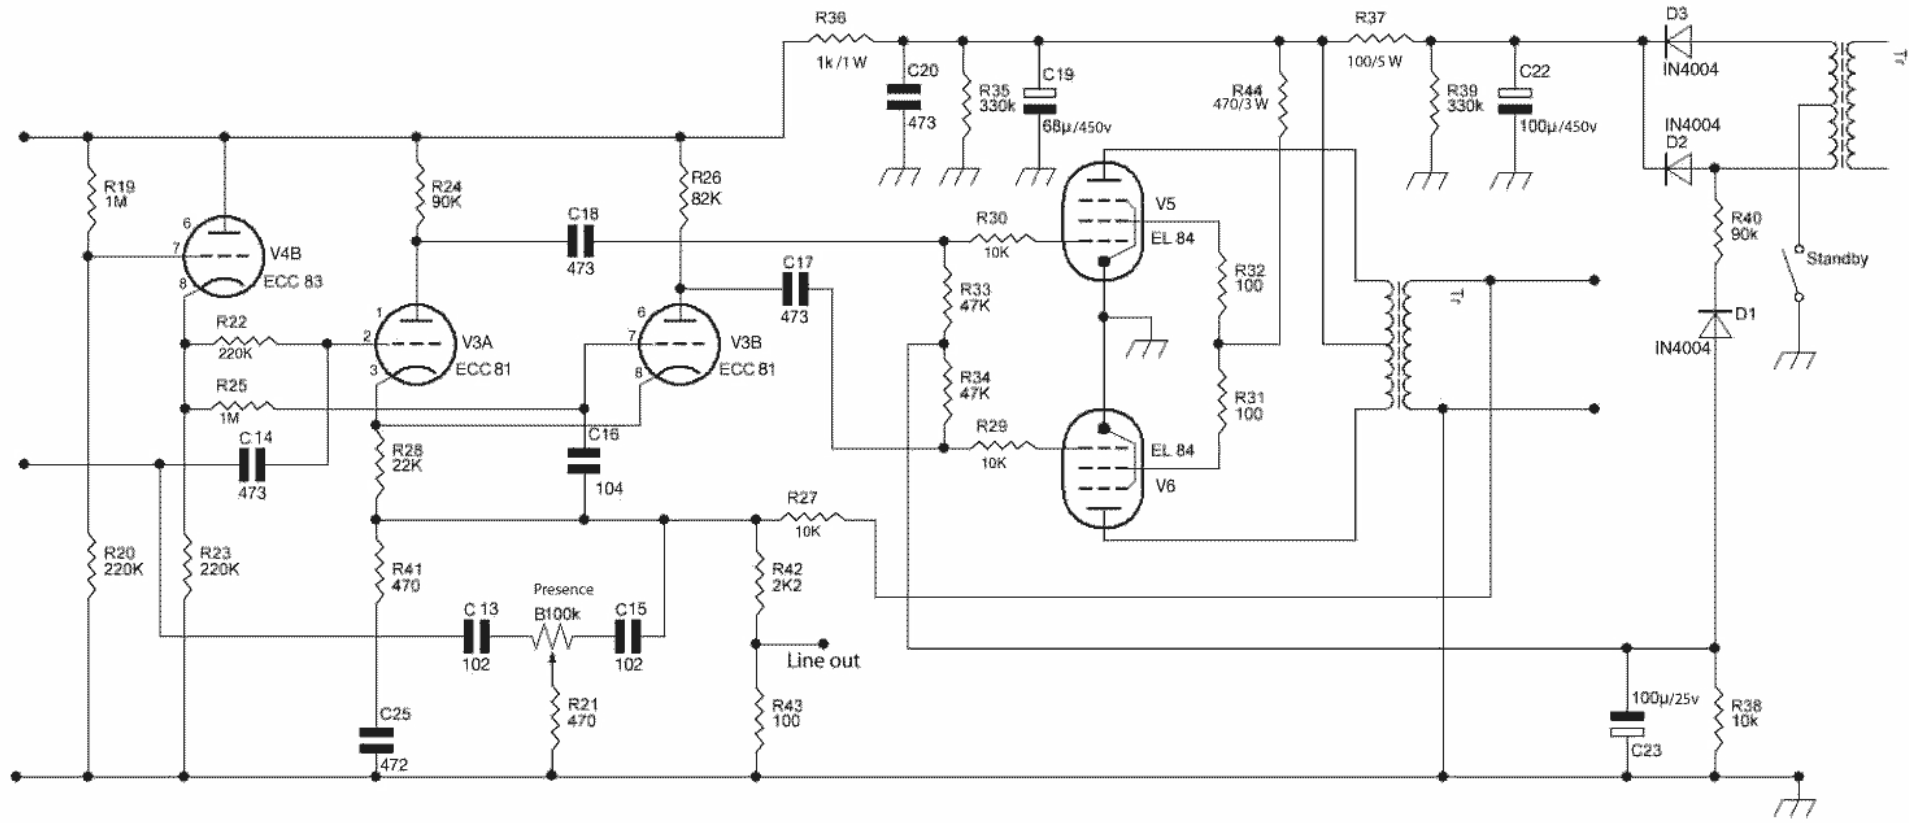 R36
1k/1W
C20
473
R35
330k
C19
68µ/450v
R44
470/3 W
R37
100/5 W
R39
330k
C22
100µ/450v
D3
IN4004
IN4004
D2
Tr
R19
1M
6
7
8
V4B
ECC 83
R24
90K
R26
82K
C18
473
C17
473
R30
10K
V5
EL 84
R32
100
R33
47K
R40
90k
Standby
D1
IN4004
Tr
R22
220K
1
2
3
V3A
ECC 81
6
7
8
V3B
ECC 81
R25
1M
C 14
473
R28
22K
C16
104
R34
47K
R29
10K
R31
100
EL 84
V6
R27
10K
R20
220K
R23
220K
R41
470
Presence
B100k
C 13
102
C15
102
R42
2K2
Line out
R21
470
R43
100
C25
472
100µ/25v
C23
R38
10k